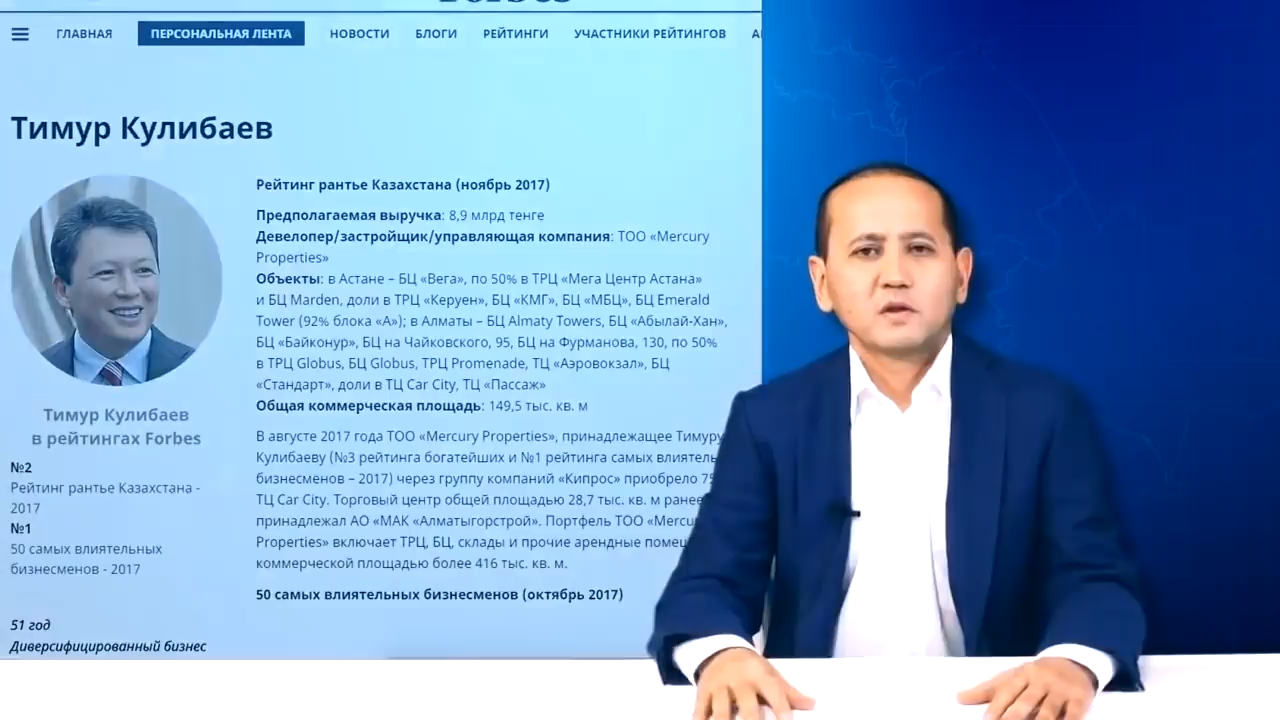 ГЛАВНАЯ ПЕРСОНАЛЬНАЯ ЛЕНТА НОВОСТИ БЛОГИ РЕЙТИНГИ УЧАСТНИКИ РЕЙТИНГОВ
Тимур Кулибаев
Тимур Кулибаев
в рейтингах Forbes
№2
Рейтинг рантье Казахстана -
2017
№1
50 самых влиятельных
бизнесменов - 2017
51 год
Диверсифицированный бизнес
Рейтинг рантье Казахстана (ноябрь 2017)
Предполагаемая выручка: 8,9 млрд тенге
Девелопер/застройщик/управляющая компания: ТОО «Mercury
Properties»
Объекты: в Астане – БЦ «Вега», по 50% в ТРЦ «Мега Центр Астана»
и БЦ Marden, доли в ТРЦ «Керуен», БЦ «КМГ», БЦ «МБЦ», БЦ Emerald
Tower (92% блока «А»); в Алматы – БЦ Almaty Towers, БЦ «Абылай-Хан»,
БЦ «Байконур», БЦ на Чайковского, 95, БЦ на Фурманова, 130, по 50%
в ТРЦ Globus, БЦ Globus, ТРЦ Promenade, ТЦ «Аэровокзал», БЦ
«Стандарт», доли в ТЦ Car City, ТЦ «Пассаж»
Общая коммерческая площадь: 149,5 тыс. кв. м
В августе 2017 года ТОО «Mercury Properties», принадлежащее Тимуру
Кулибаеву (№3 рейтинга богатейших и №1 рейтинга самых влиятель
бизнесменов – 2017) через группу компаний «Кипрос» приобрело 75
ТЦ Car City. Торговый центр общей площадью 28,7 тыс. кв. м ранее
принадлежал АО «МАК «Алматыгорстрой». Портфель ТОО «Mercu
Properties» включает ТРЦ, БЦ, склады и прочие арендные помещ
коммерческой площадью более 416 тыс. кв. м.
50 самых влиятельных бизнесменов (октябрь 2017)